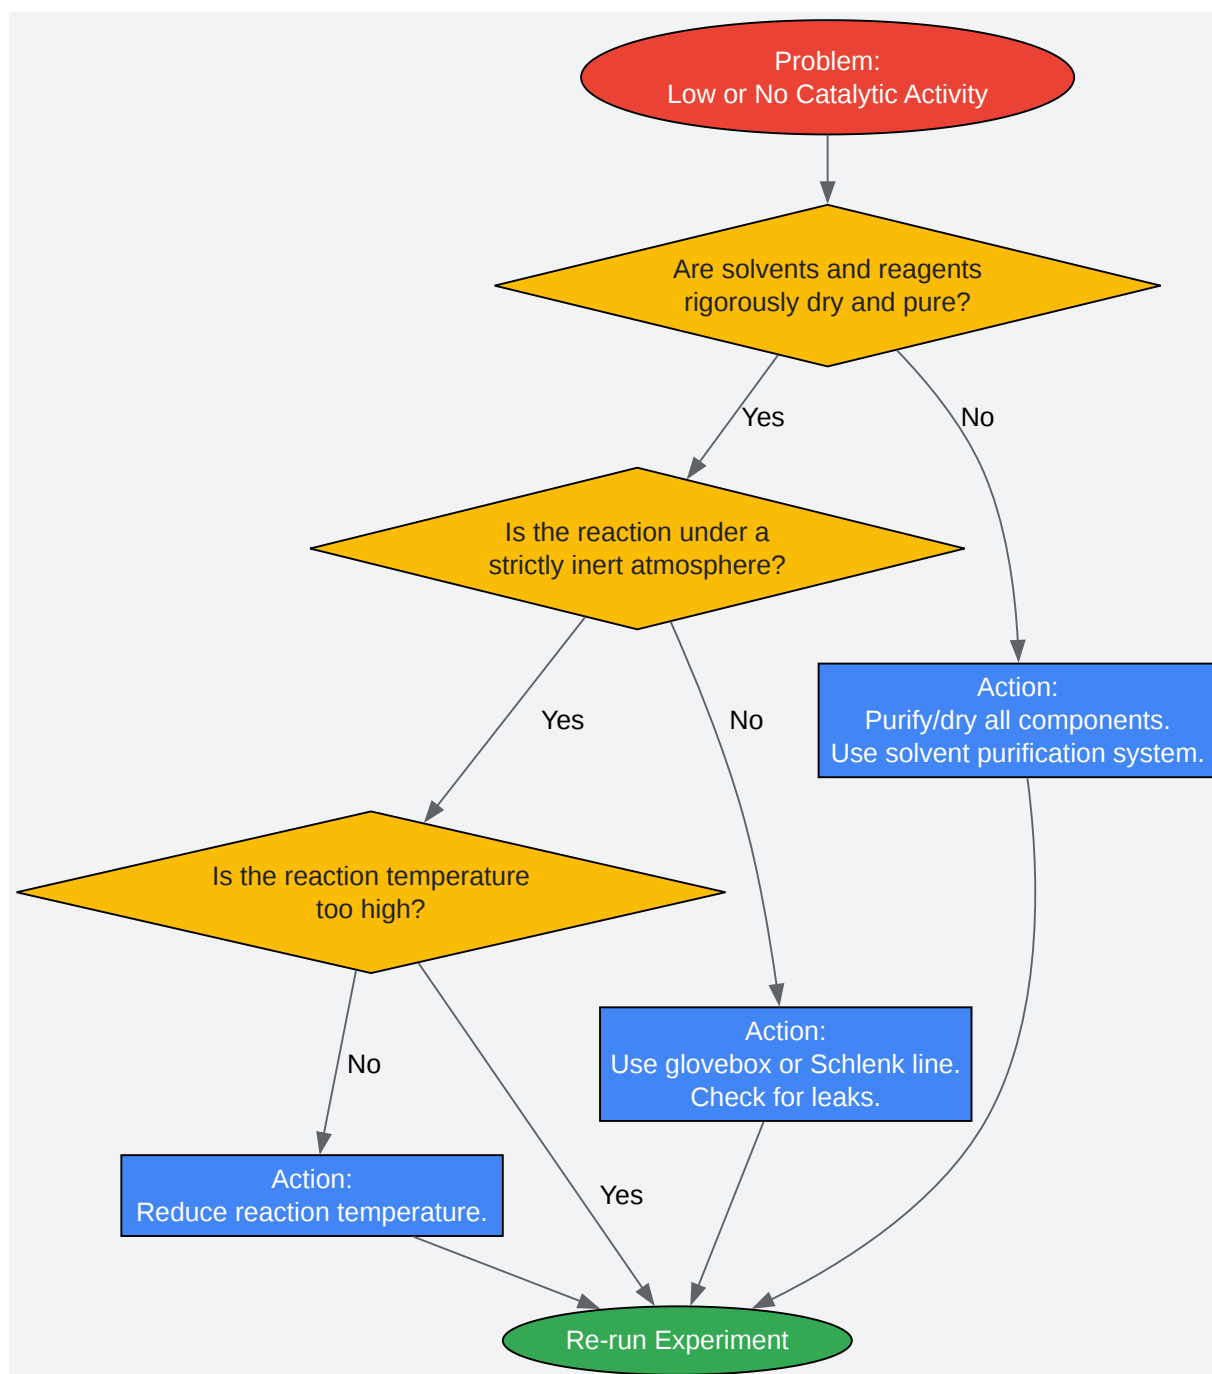 Problem:
Low or No Catalytic Activity
Are solvents and reagents
rigorously dry and pure?
Yes
No
Is the reaction under a
strictly inert atmosphere?
Yes
No
Action:
Purify/dry all components.
Use solvent purification system.
Is the reaction temperature
too high?
No
Yes
Action:
Use glovebox or Schlenk line.
Check for leaks.
Action:
Reduce reaction temperature.
Re-run Experiment